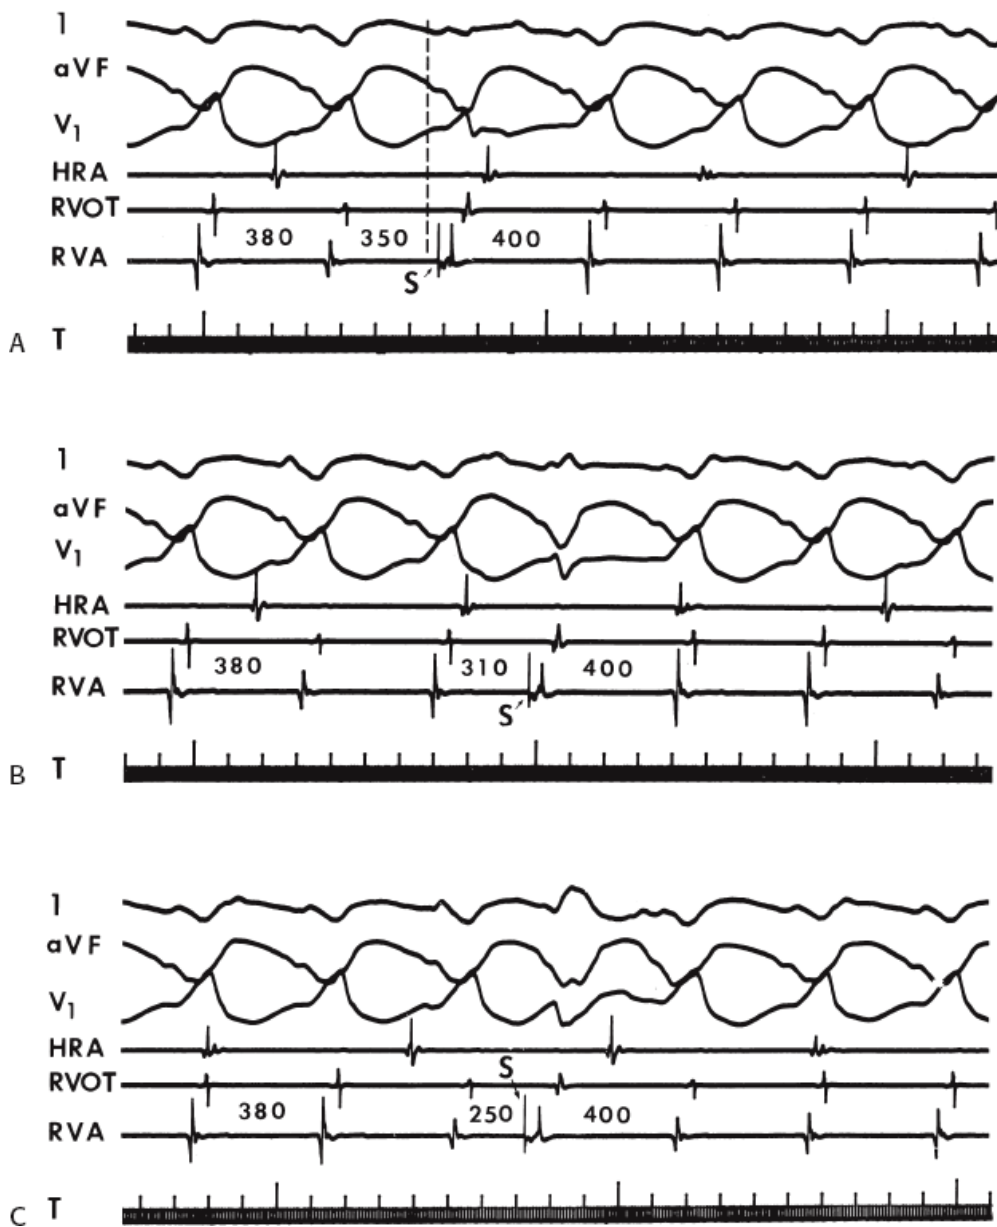 1
aVF
V1
HRA
RVOT
380 350 400
RVA
S
A T
1
aVF
V1
HRA
RVOT
380 310 400
RVA
S
B T
1
aVF
V1
HRA
RVOT
S
380 250 400
RVA
C T